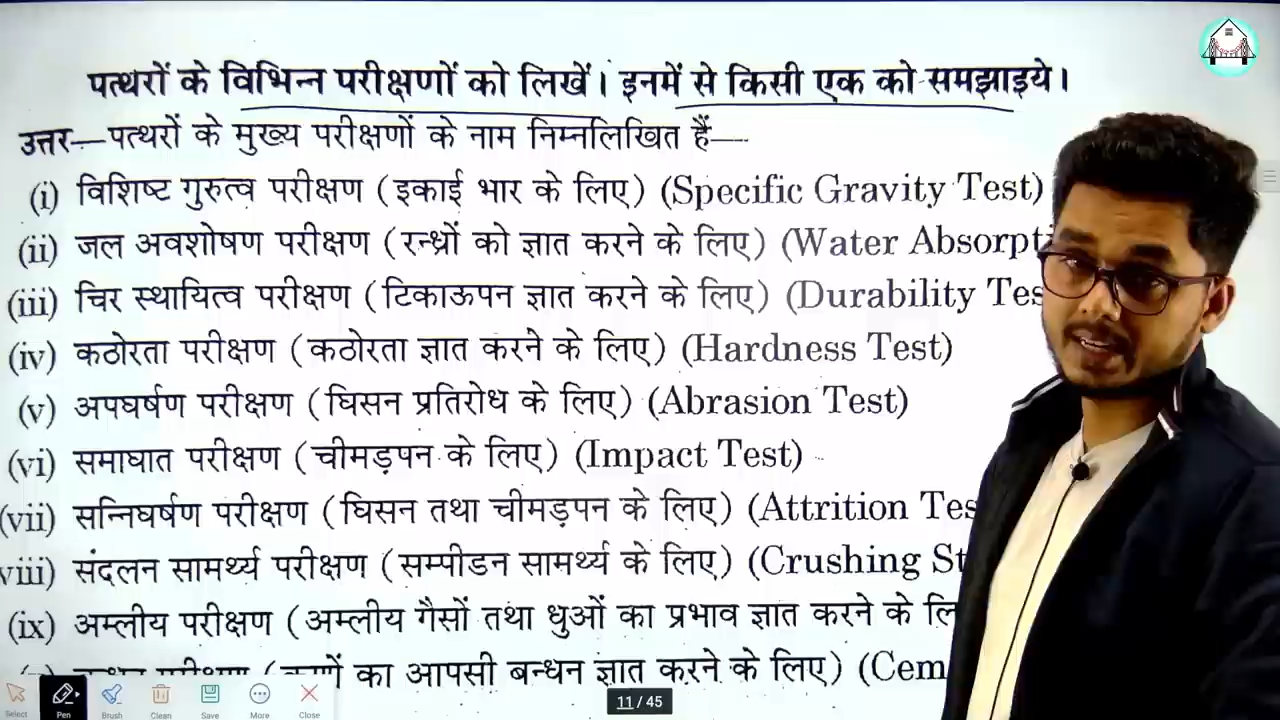 पत्थरों के विभिन्न परीक्षणों को लिखें। इनमें से किसी एक को समझाइये।
उत्तर—पत्थरों के मुख्य परीक्षणों के नाम निम्नलिखित हैं—
(i) विशिष्ट गुरुत्व परीक्षण (इकाई भार के लिए) (Specific Gravity Test)
(ii) जल अवशोषण परीक्षण (रन्ध्रों को ज्ञात करने के लिए) (Water
(iii) चिर स्थायित्व परीक्षण (टिकाऊपन ज्ञात करने के लिए) (Durability
(iv) कठोरता परीक्षण (कठोरता ज्ञात करने के लिए) (Hardness Test)
(v) अपघर्षण परीक्षण (घिसन प्रतिरोध के लिए) (Abrasion Test)
(vi) समाघात परीक्षण (चीमड़पन के लिए) (Impact Test)
(vii) सन्निघर्षण परीक्षण (घिसन तथा चीमड़पन के लिए) (Attrition
viii) संदलन सामर्थ्य परीक्षण (सम्पीडन सामर्थ्य के लिए) (Crushing
(ix) अम्लीय परीक्षण (अम्लीय गैसों तथा धुओं का प्रभाव ज्ञात करने के
का आपसी बन्धन ज्ञात करने के लिए)
Select Pen Brush Clean Save More Close
11 / 45